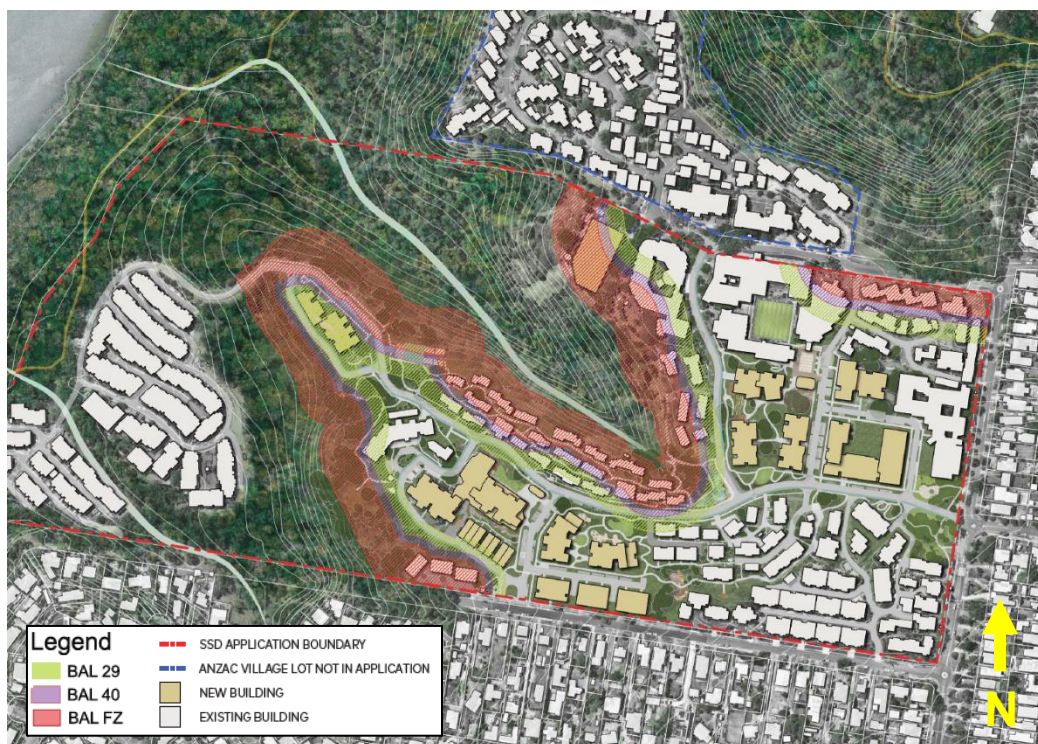 Legend
BAL 29
BAL 40
BAL FZ
SSD APPLICATION BOUNDARY
ANZAC VILLAGE LOT NOT IN APPLICATION
NEW BUILDING
EXISTING BUILDING
N